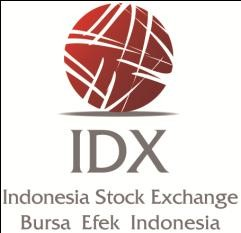 IDX
Indonesia Stock Exchange
Bursa Efek Indonesia